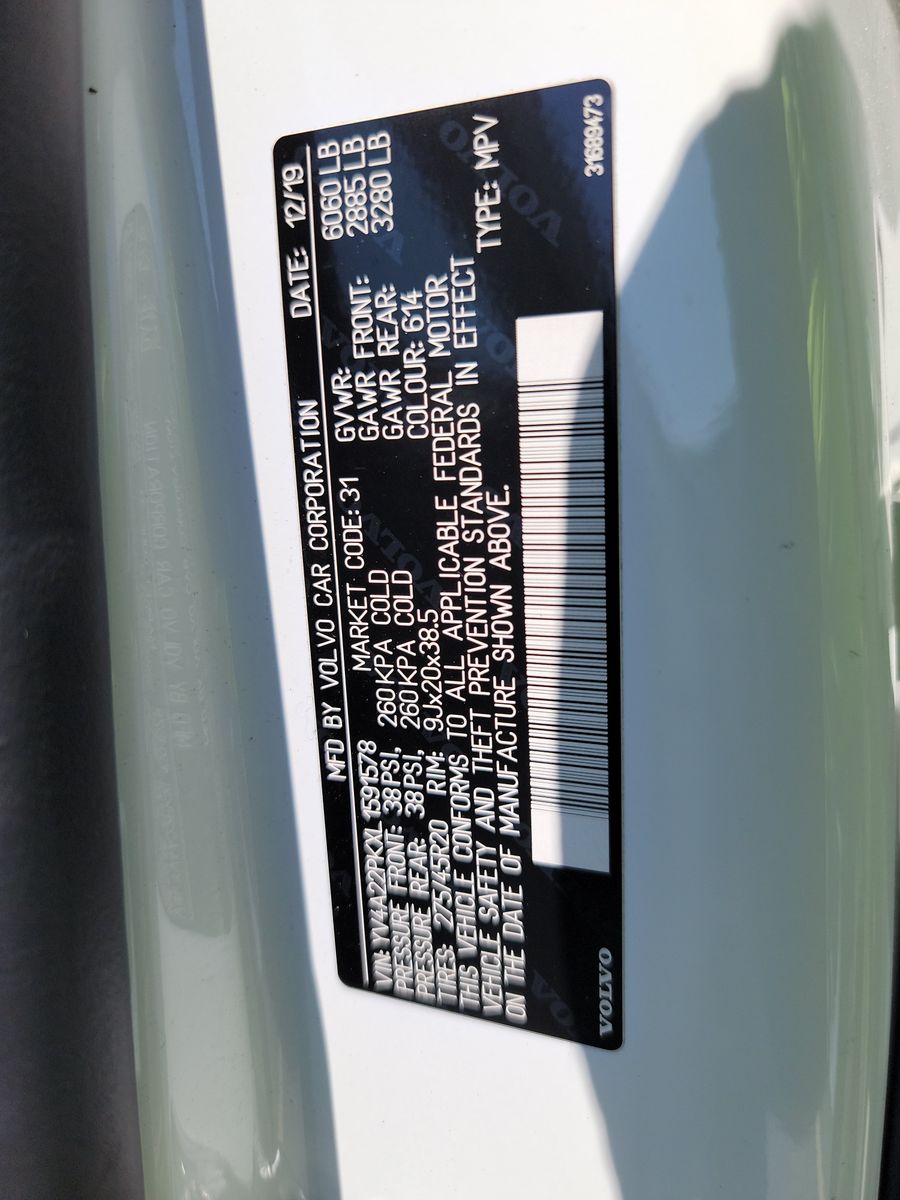 MFD BY VOLVO CAR CORPORATION DATE: 12/19
VIN: YV4A22PKXL1591578 MARKET CODE: 31 GVWR: 6060 LB
PRESSURE FRONT: 38 PSI, 260 KPA COLD GAWR FRONT: 2885 LB
PRESSURE REAR: 38 PSI, 260 KPA COLD GAWR REAR: 3280 LB
TIRES: 275/45R20 RIM: 9Jx20x38.5 COLOUR: 614
THIS VEHICLE CONFORMS TO ALL APPLICABLE FEDERAL MOTOR
VEHICLE SAFETY AND THEFT PREVENTION STANDARDS IN EFFECT
ON THE DATE OF MANUFACTURE SHOWN ABOVE. TYPE: MPV
VOLVO 31689473